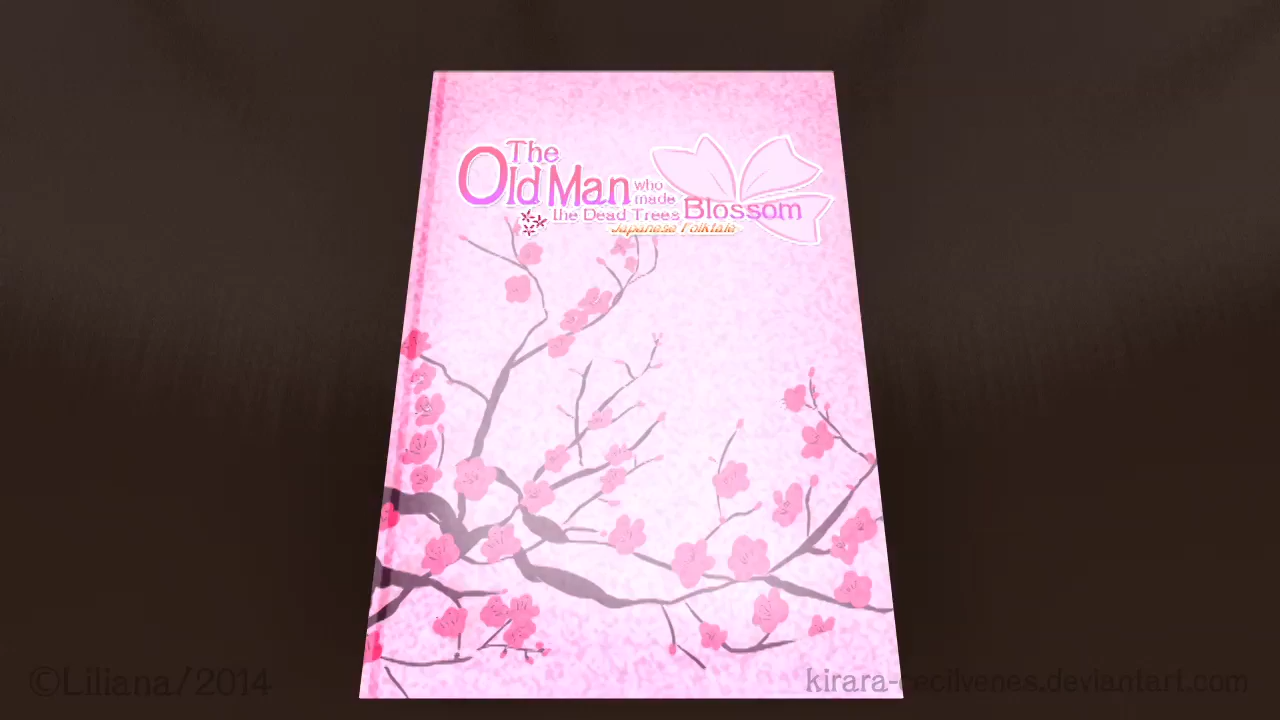 The
Old Man who made
the Dead Trees Blossom
Japanese Folktale
©Liliana/2014
kirara-cecilvenes.deviantart.com